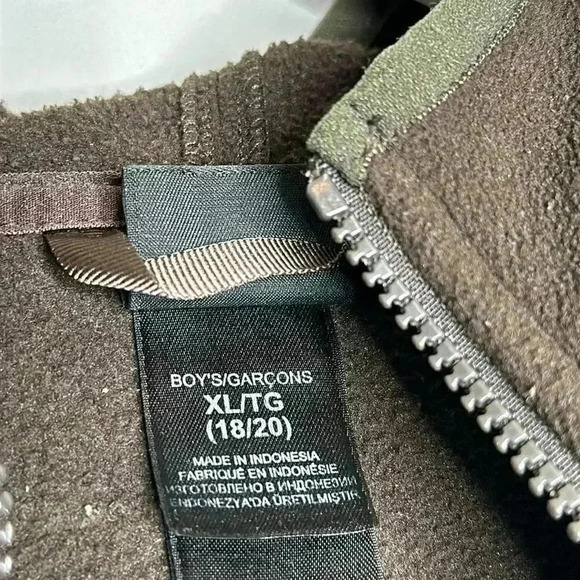 BOY'S/GARÇONS
XL/TG
(18/20)
MADE IN INDONESIA
FABRIQUÉ EN INDONÉSIE
ИЗГОТОВЛЕНО В ИНДОНЕЗИИ
ENDONEZYA'DA ÜRETILMIŞTIR